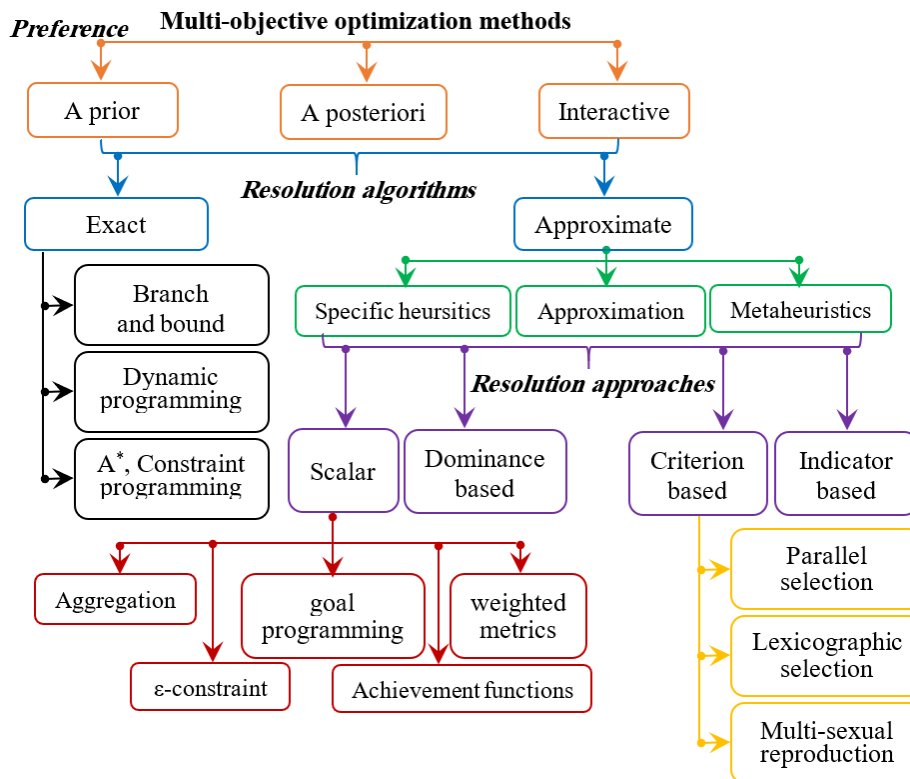 Preference
Multi-objective optimization methods
A prior
A posteriori
Interactive
Resolution algorithms
Exact
Approximate
Branch
and bound
Dynamic
programming
A*, Constraint
programming
Specific heursitics
Approximation
Metaheuristics
Resolution approaches
Scalar
Dominance
based
Criterion
based
Indicator
based
Aggregation
ε-constraint
goal
programming
Achievement functions
weighted
metrics
Parallel
selection
Lexicographic
selection
Multi-sexual
reproduction